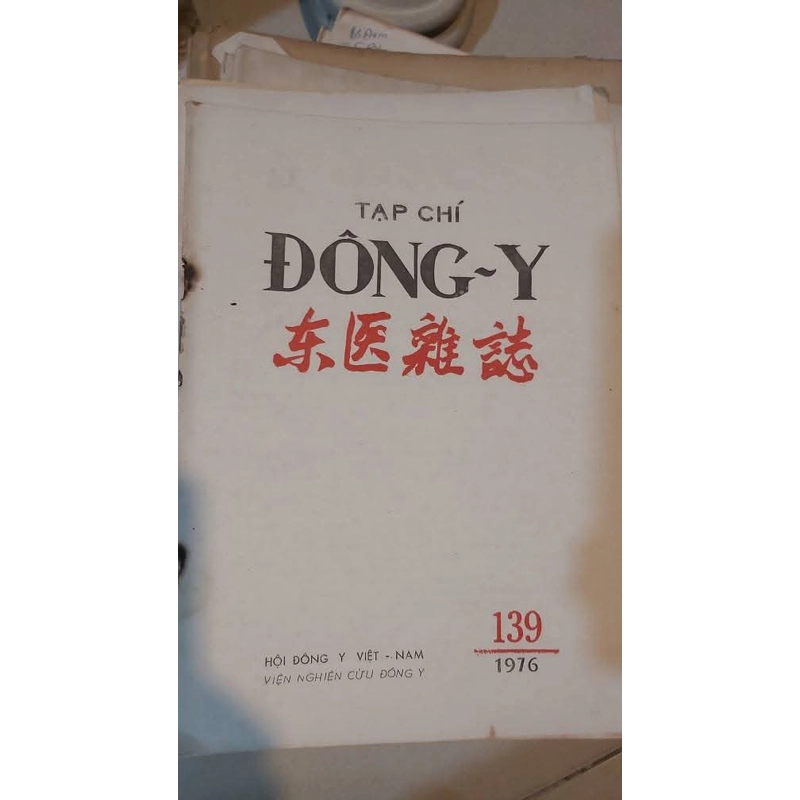 TẠP CHÍ
ĐÔNG-Y
东医雜誌
139
1976
HỘI ĐÔNG Y VIỆT-NAM
VIỆN NGHIÊN CỨU ĐÔNG Y